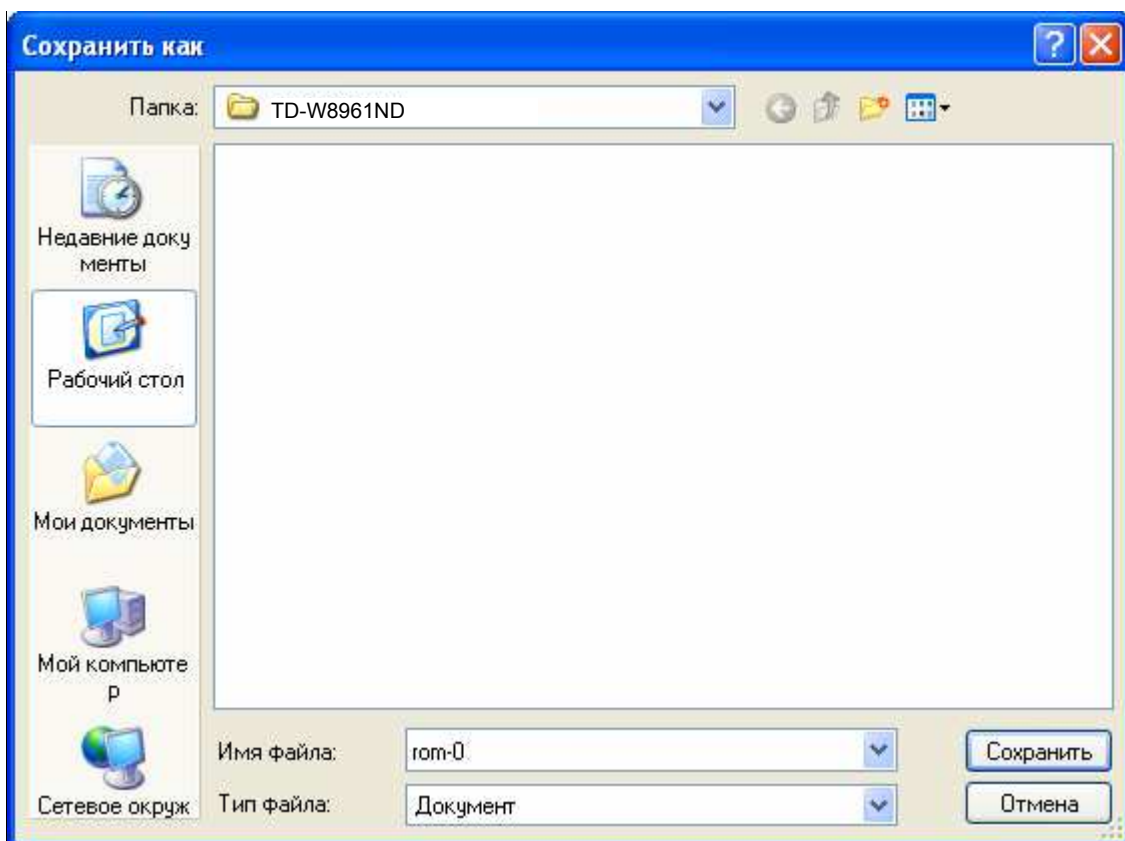 Сохранить как
Папка:
TD-W8961ND
Недавние доку
менты
Рабочий стол
Мои документы
Мой компьюте
р
Сетевое окруж
Имя файла:
rom-0
Сохранить
Тип файла:
Документ
Отмена